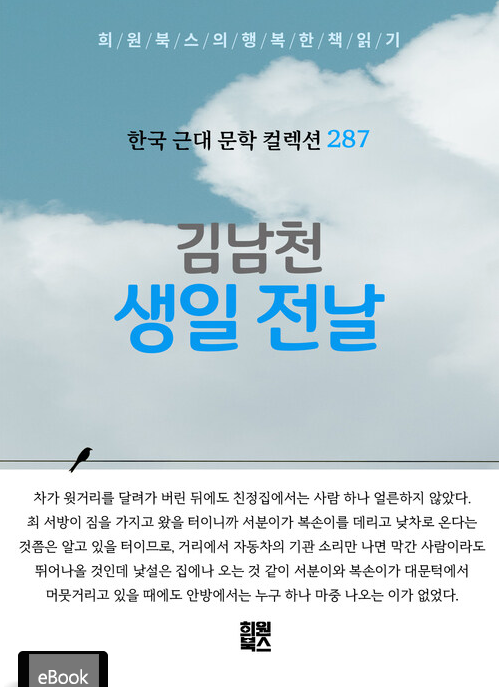 희/원/북/스/의/행/복/한/책/읽/기
한국 근대 문학 컬렉션 287
김남천
생일 전날
차가 윗거리를 달려가 버린 뒤에도 친정집에서는 사람 하나 얼른하지 않았다.
최 서방이 짐을 가지고 왔을 터이니까 서분이가 복손이를 데리고 낮차로 온다는
것쯤은 알고 있을 터이므로, 거리에서 자동차의 기관 소리만 나면 막간 사람이라도
뛰어나올 것인데 낯설은 집에나 오는 것 같이 서분이와 복손이가 대문턱에서
머뭇거리고 있을 때에도 안방에서는 누구 하나 마중 나오는 이가 없었다.
희원
북스
eBook